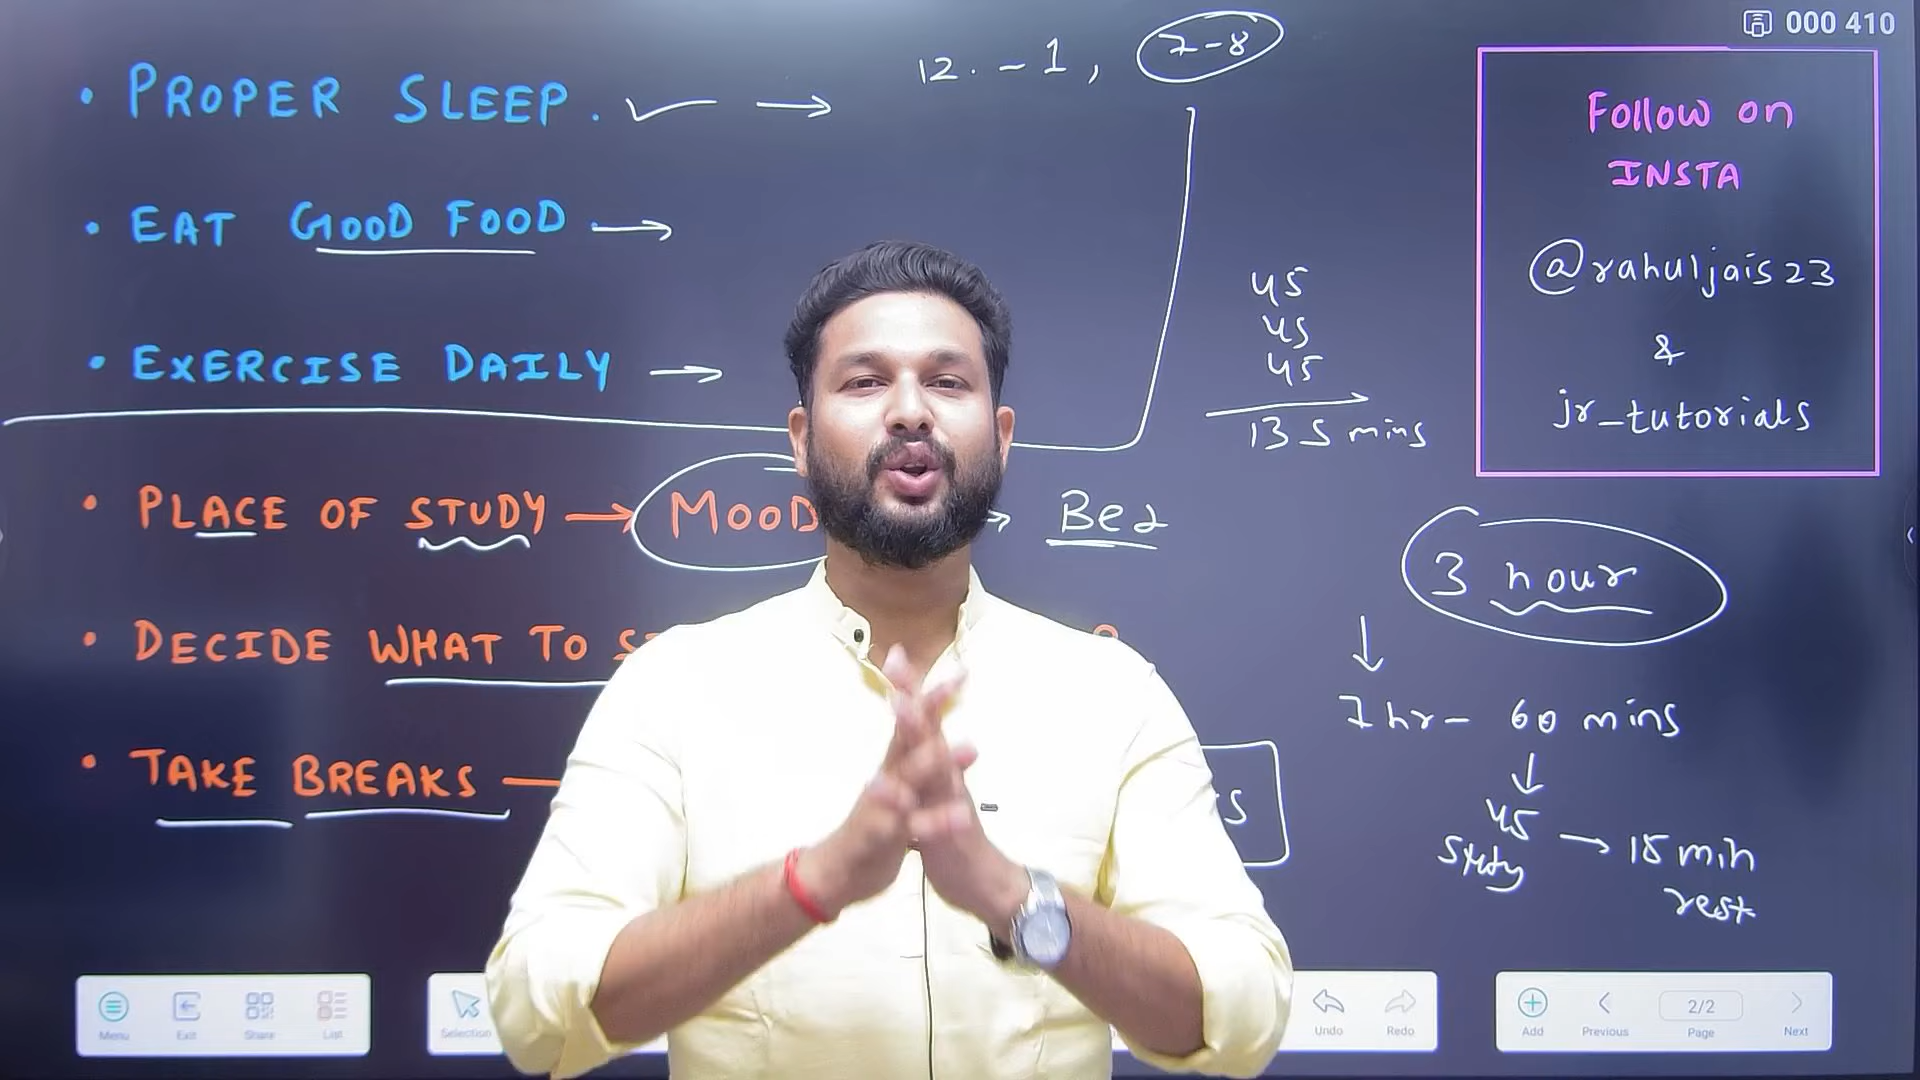 000 410
• PROPER SLEEP. → 12. - 1, 7-8
• EAT GOOD FOOD →
• EXERCISE DAILY →
• PLACE OF STUDY → MOOD → Bed
• DECIDE WHAT TO
• TAKE BREAKS
Follow on
INSTA
@rahuljais23
&
jr_tutorials
45
45
45
135 mins
3 hour
↓
7 hr - 60 mins
↓
45 → 15 min
study rest
Menu Exit Share List Selection Undo Redo Add Previous 2/2 Page Next